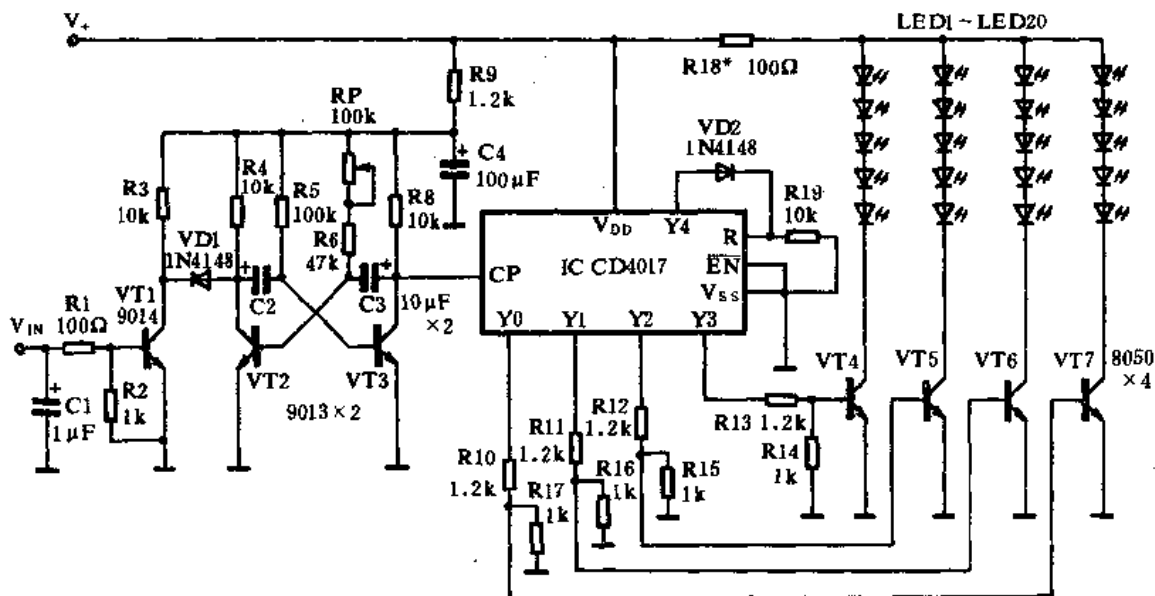 V+
LED1~LED20
R18* 100Ω
R9
1.2k
RP
100k
VD2
1N4148
C4
100μF
R3
10k
R4
10k
R5
100k
R8
10k
R6
47k
R19
10k
VDD
Y4
R
EN
VSS
IC CD4017
CP
Y0
Y1
Y2
Y3
VD1
1N4148
C2
C3
10μF
×2
VT1
9014
R1
100Ω
VIN
R2
1k
C1
1μF
VT2
VT3
9013×2
VT4
VT5
VT6
VT7
8050
×4
R12
1.2k
R11
1.2k
R10
1.2k
R13 1.2k
R14
1k
R15
1k
R16
1k
R17
1k